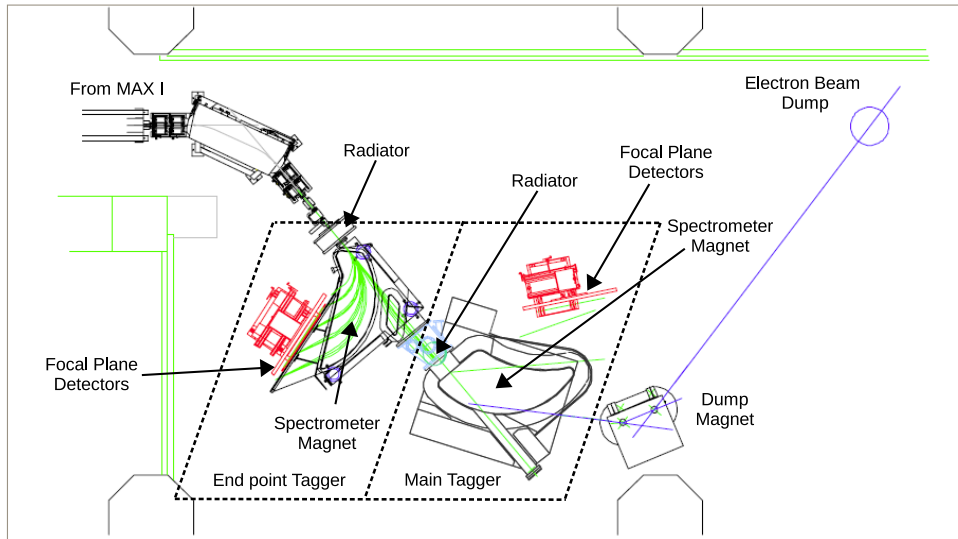 From MAX I
Electron Beam
Dump
Radiator
Focal Plane
Detectors
Radiator
Spectrometer
Magnet
Focal Plane
Detectors
Spectrometer
Magnet
Dump
Magnet
End point Tagger
Main Tagger